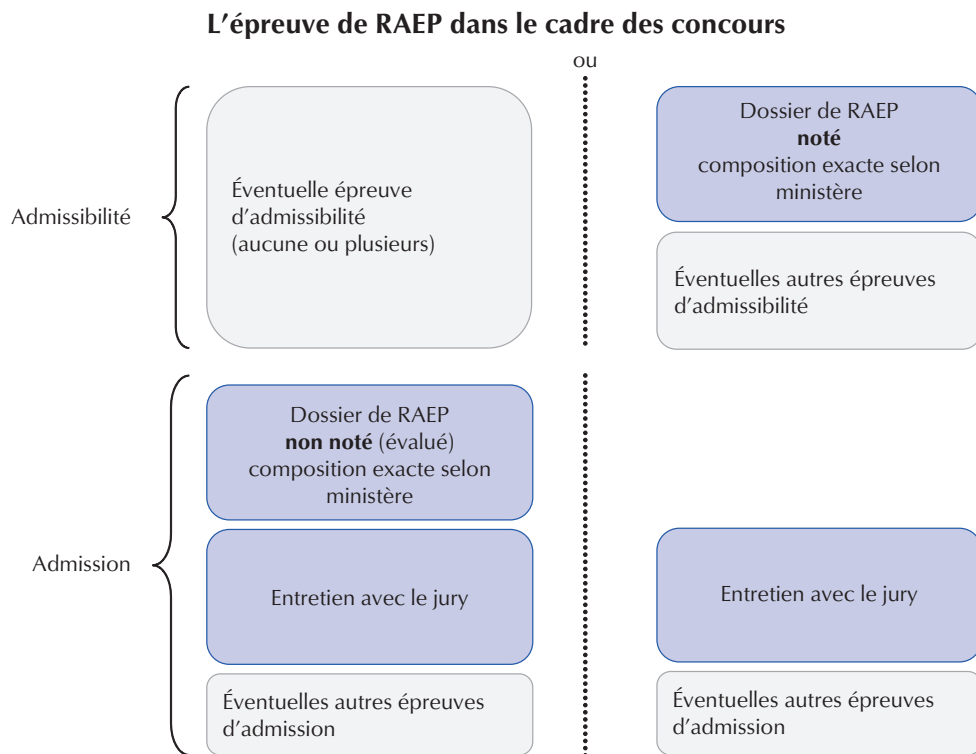 L'épreuve de RAEP dans le cadre des concours
ou
Admissibilité
Éventuelle épreuve
d'admissibilité
(aucune ou plusieurs)
Dossier de RAEP
noté
composition exacte selon
ministère
Éventuelles autres épreuves
d'admissibilité
Admission
Dossier de RAEP
non noté (évalué)
composition exacte selon
ministère
Entretien avec le jury
Éventuelles autres épreuves
d'admission
Entretien avec le jury
Éventuelles autres épreuves
d'admission